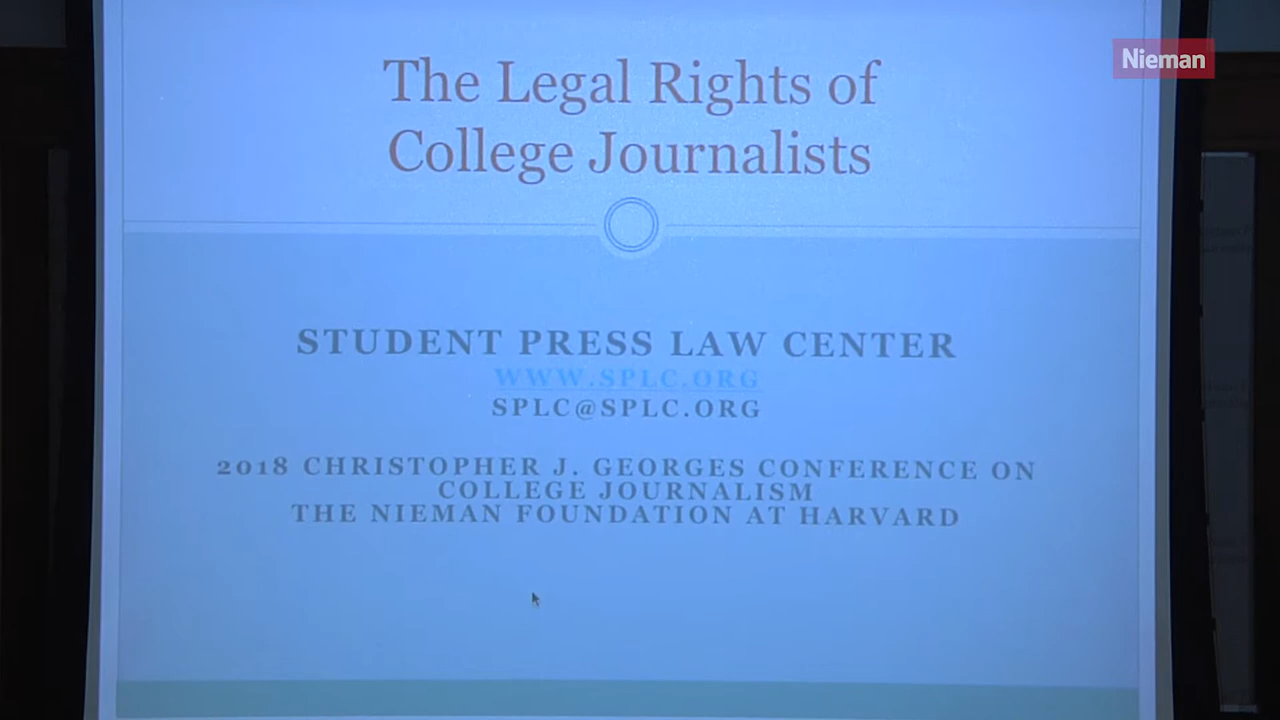 Nieman
The Legal Rights of
College Journalists
STUDENT PRESS LAW CENTER
WWW.SPLC.ORG
SPLC@SPLC.ORG
2018 CHRISTOPHER J. GEORGES CONFERENCE ON
COLLEGE JOURNALISM
THE NIEMAN FOUNDATION AT HARVARD